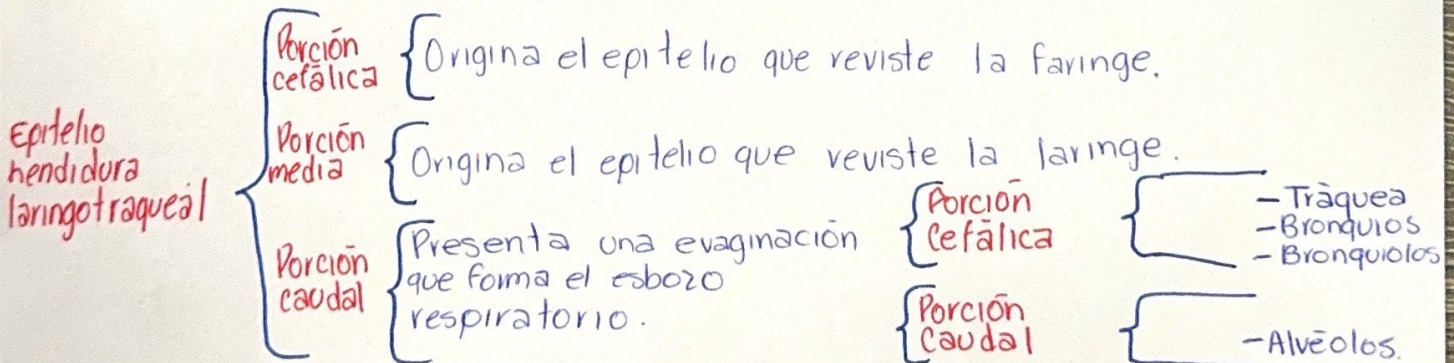 Epitelio
hendidura
laringotraqueal
Porción
cefálica
Origina el epitelio que reviste la faringe.
Porción
media
Origina el epitelio que reviste la laringe.
Porción
caudal
Presenta una evaginación
que forma el esbozo
respiratorio.
Porción
Cefálica
- Tràquea
- Bronquios
- Bronquiolos
Porción
Caudal
- Alvéolos.